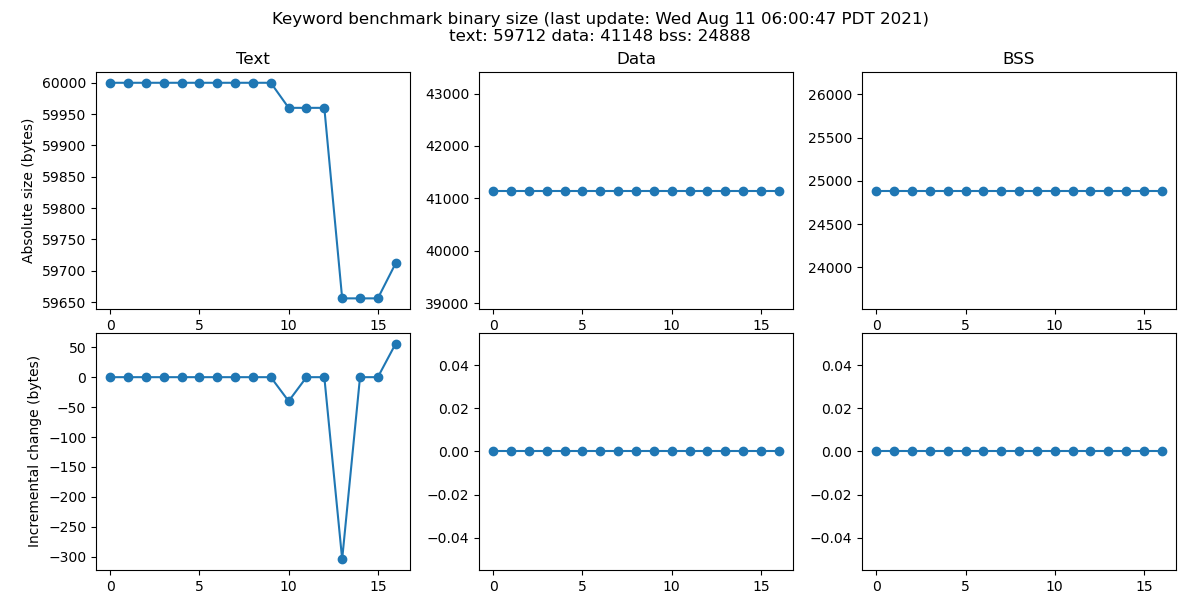 Keyword benchmark binary size (last update: Wed Aug 11 06:00:47 PDT 2021)
text: 59712 data: 41148 bss: 24888
Text
Absolute size (bytes)
60000
59950
59900
59850
59800
59750
59700
59650
0 5 10 15
Data
43000
42000
41000
40000
39000
0 5 10 15
BSS
26000
25500
25000
24500
24000
0 5 10 15
Incremental change (bytes)
50
0
−50
−100
−150
−200
−250
−300
0 5 10 15
0.04
0.02
0.00
−0.02
−0.04
0 5 10 15
0.04
0.02
0.00
−0.02
−0.04
0 5 10 15